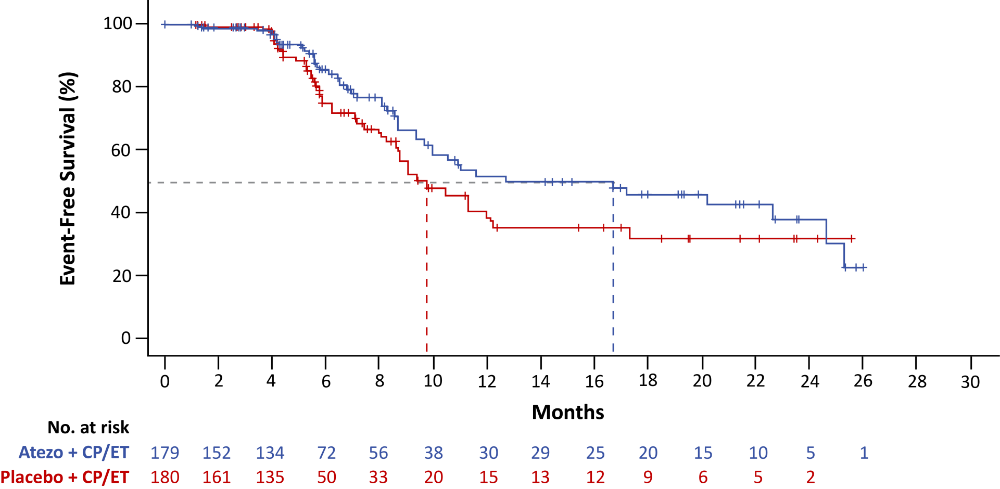 Event-Free Survival (%)
100
80
60
40
20
0
0 2 4 6 8 10 12 14 16 18 20 22 24 26 28 30
Months
No. at risk
Atezo + CP/ET 179 152 134 72 56 38 30 29 25 20 15 10 5 1
Placebo + CP/ET 180 161 135 50 33 20 15 13 12 9 6 5 2